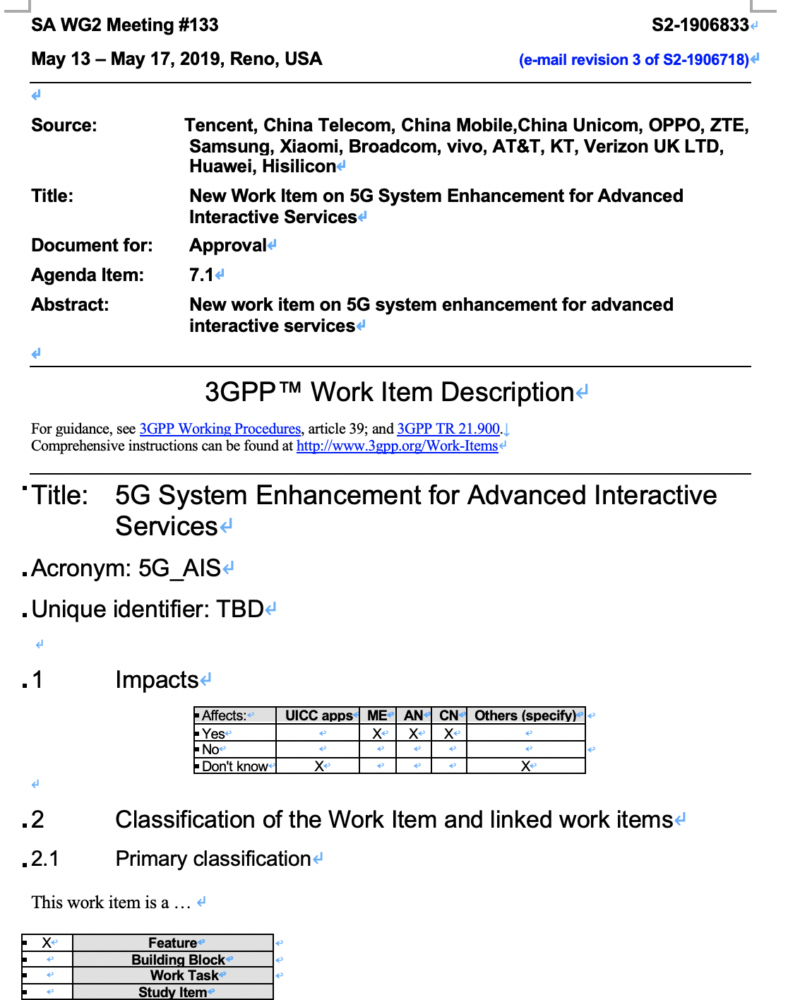 SA WG2 Meeting #133 S2-1906833
May 13 – May 17, 2019, Reno, USA (e-mail revision 3 of S2-1906718)
Source: Tencent, China Telecom, China Mobile,China Unicom, OPPO, ZTE,
Samsung, Xiaomi, Broadcom, vivo, AT&T, KT, Verizon UK LTD,
Huawei, Hisilicon
Title: New Work Item on 5G System Enhancement for Advanced
Interactive Services
Document for: Approval
Agenda Item: 7.1
Abstract: New work item on 5G system enhancement for advanced
interactive services
3GPP™ Work Item Description
For guidance, see 3GPP Working Procedures, article 39; and 3GPP TR 21.900.
Comprehensive instructions can be found at http://www.3gpp.org/Work-Items
Title: 5G System Enhancement for Advanced Interactive
Services
Acronym: 5G_AIS
Unique identifier: TBD
1 Impacts
Affects: UICC apps ME AN CN Others (specify)
Yes X X X
No
Don't know X X
2 Classification of the Work Item and linked work items
2.1 Primary classification
This work item is a …
X Feature
Building Block
Work Task
Study Item